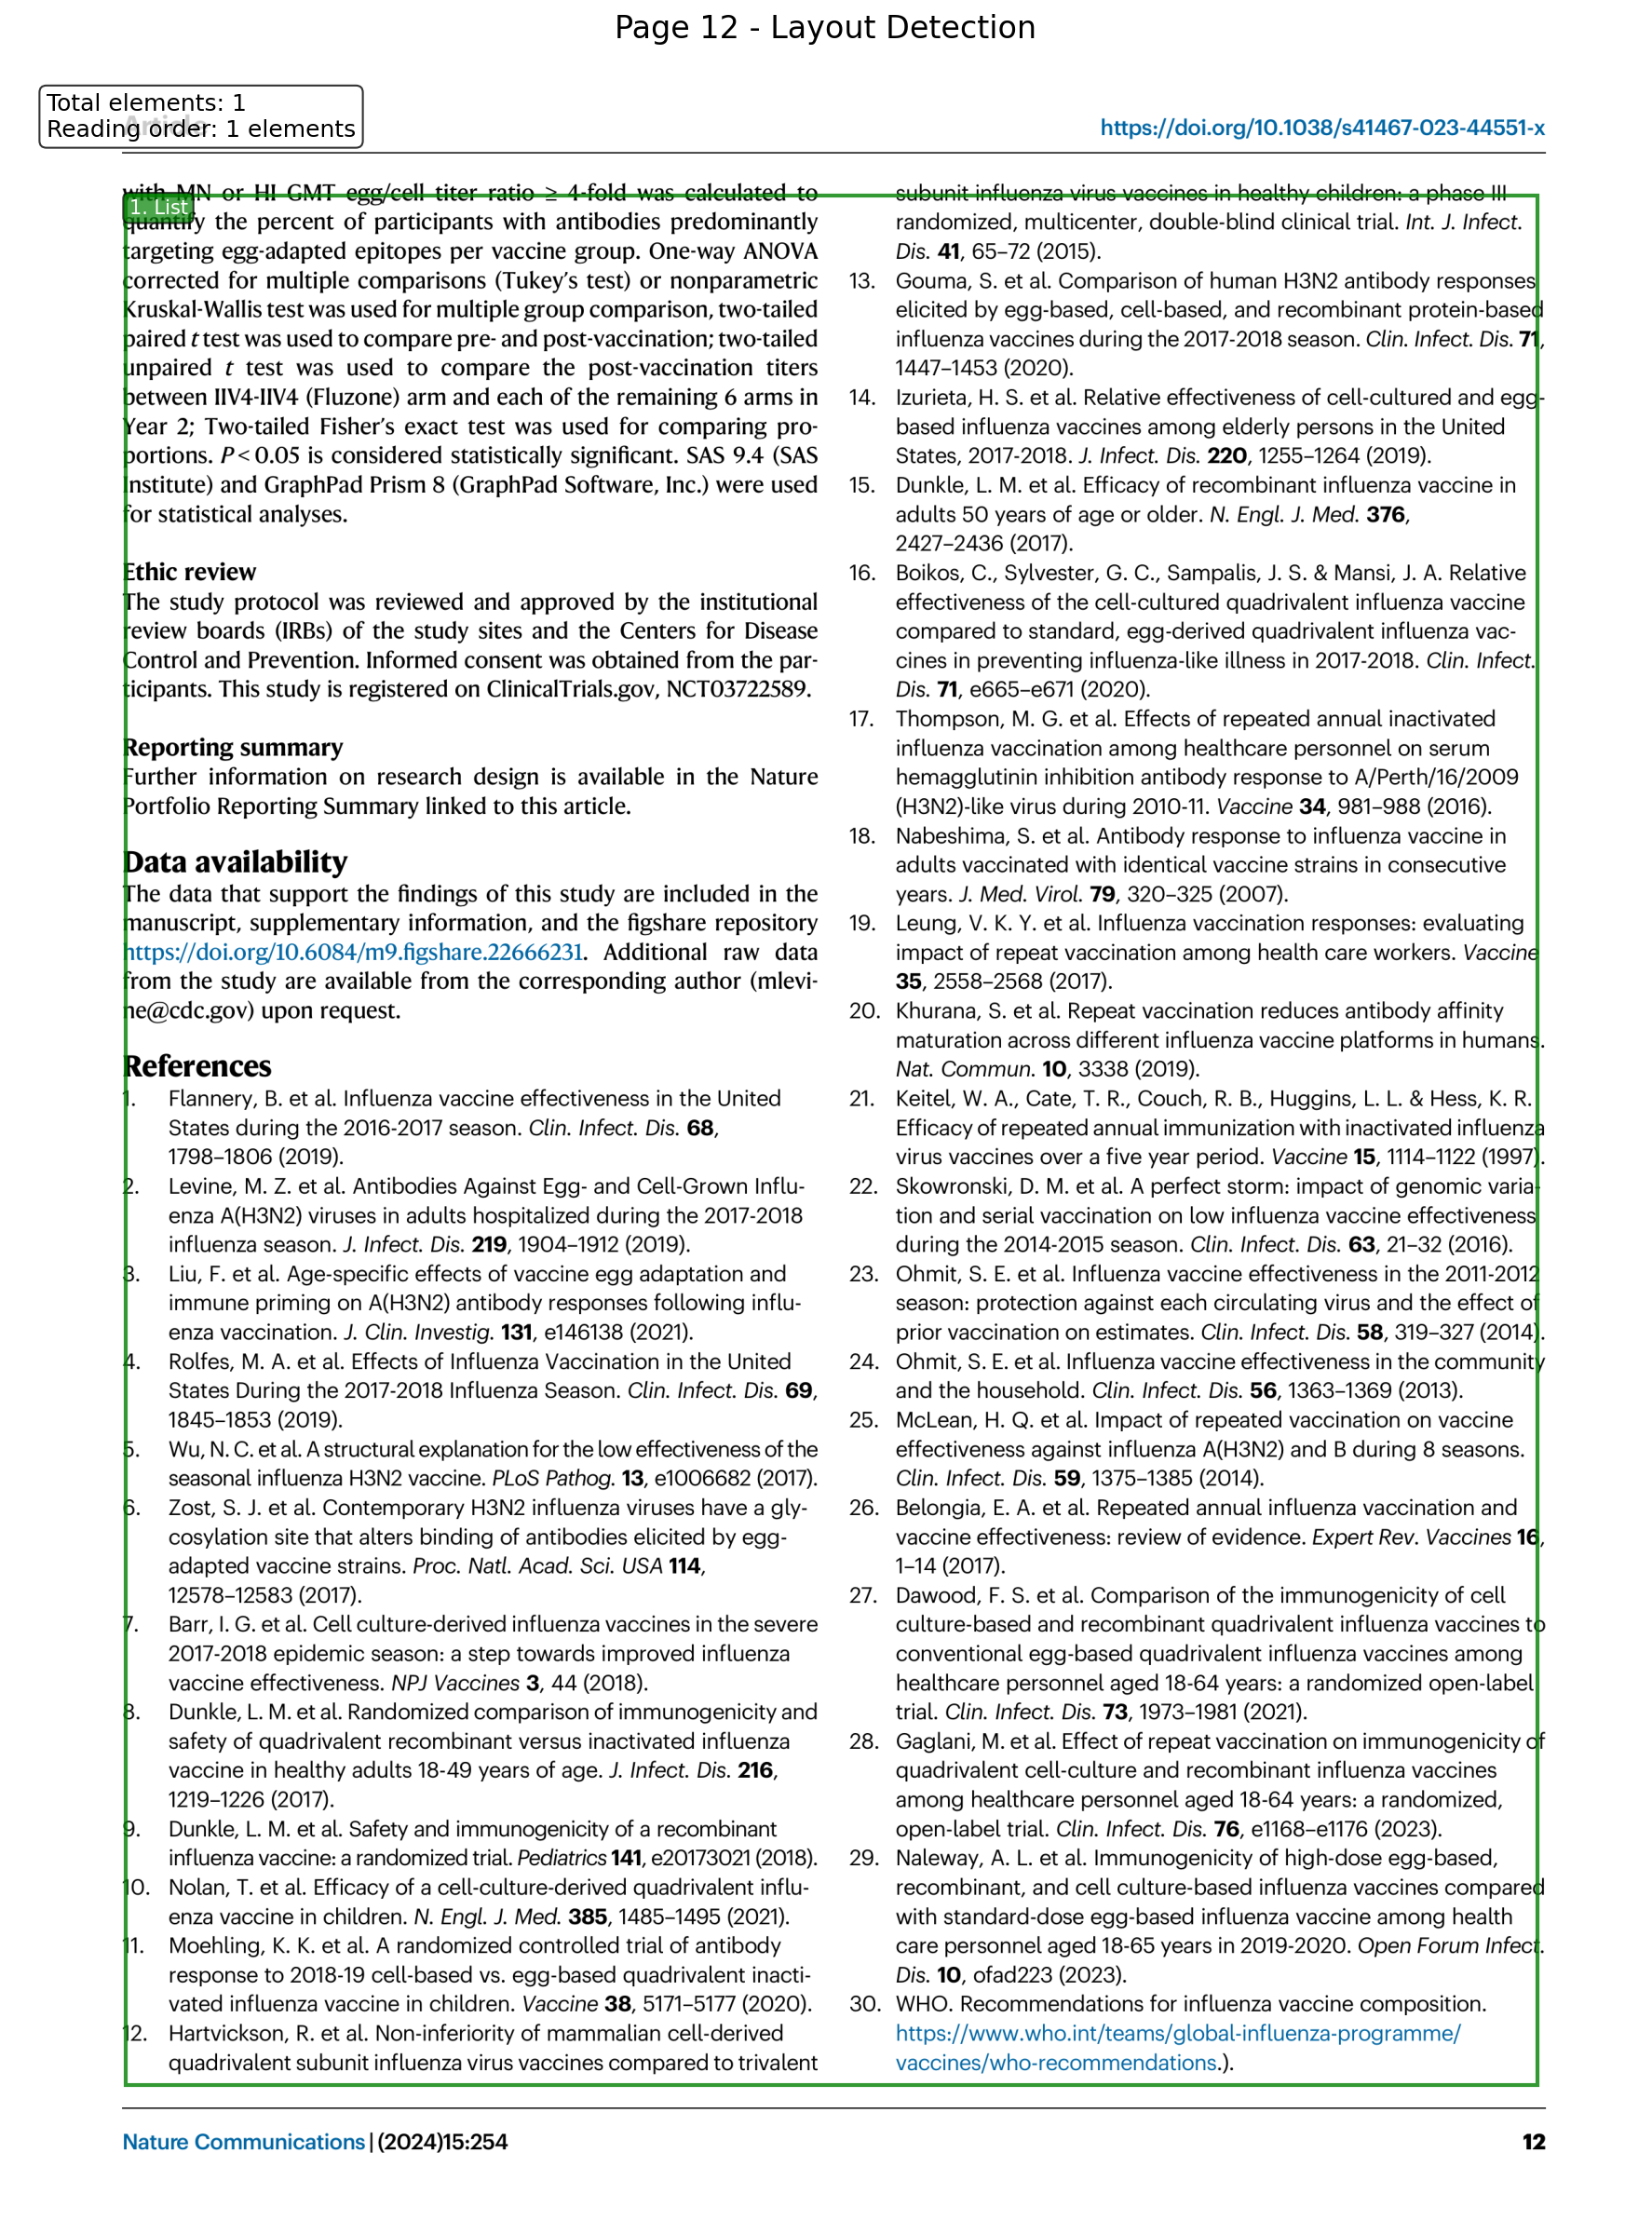 Page 12 - Layout Detection
Total elements: 1
Reading order: 1 elements
Article
https://doi.org/10.1038/s41467-023-44551-x
1. List
with MN or HI GMT egg/cell titer ratio ≥ 4-fold was calculated to
quantify the percent of participants with antibodies predominantly
targeting egg-adapted epitopes per vaccine group. One-way ANOVA
corrected for multiple comparisons (Tukey's test) or nonparametric
Kruskal-Wallis test was used for multiple group comparison, two-tailed
paired t test was used to compare pre- and post-vaccination; two-tailed
unpaired t test was used to compare the post-vaccination titers
between IIV4-IIV4 (Fluzone) arm and each of the remaining 6 arms in
Year 2; Two-tailed Fisher's exact test was used for comparing pro-
portions. P < 0.05 is considered statistically significant. SAS 9.4 (SAS
Institute) and GraphPad Prism 8 (GraphPad Software, Inc.) were used
for statistical analyses.
Ethic review
The study protocol was reviewed and approved by the institutional
review boards (IRBs) of the study sites and the Centers for Disease
Control and Prevention. Informed consent was obtained from the par-
ticipants. This study is registered on ClinicalTrials.gov, NCT03722589.
Reporting summary
Further information on research design is available in the Nature
Portfolio Reporting Summary linked to this article.
Data availability
The data that support the findings of this study are included in the
manuscript, supplementary information, and the figshare repository
https://doi.org/10.6084/m9.figshare.22666231. Additional raw data
from the study are available from the corresponding author (mlevi-
ne@cdc.gov) upon request.
References
1. Flannery, B. et al. Influenza vaccine effectiveness in the United
States during the 2016-2017 season. Clin. Infect. Dis. 68,
1798–1806 (2019).
2. Levine, M. Z. et al. Antibodies Against Egg- and Cell-Grown Influ-
enza A(H3N2) viruses in adults hospitalized during the 2017-2018
influenza season. J. Infect. Dis. 219, 1904–1912 (2019).
3. Liu, F. et al. Age-specific effects of vaccine egg adaptation and
immune priming on A(H3N2) antibody responses following influ-
enza vaccination. J. Clin. Investig. 131, e146138 (2021).
4. Rolfes, M. A. et al. Effects of Influenza Vaccination in the United
States During the 2017-2018 Influenza Season. Clin. Infect. Dis. 69,
1845–1853 (2019).
5. Wu, N. C. et al. A structural explanation for the low effectiveness of the
seasonal influenza H3N2 vaccine. PLoS Pathog. 13, e1006682 (2017).
6. Zost, S. J. et al. Contemporary H3N2 influenza viruses have a gly-
cosylation site that alters binding of antibodies elicited by egg-
adapted vaccine strains. Proc. Natl. Acad. Sci. USA 114,
12578–12583 (2017).
7. Barr, I. G. et al. Cell culture-derived influenza vaccines in the severe
2017-2018 epidemic season: a step towards improved influenza
vaccine effectiveness. NPJ Vaccines 3, 44 (2018).
8. Dunkle, L. M. et al. Randomized comparison of immunogenicity and
safety of quadrivalent recombinant versus inactivated influenza
vaccine in healthy adults 18-49 years of age. J. Infect. Dis. 216,
1219–1226 (2017).
9. Dunkle, L. M. et al. Safety and immunogenicity of a recombinant
influenza vaccine: a randomized trial. Pediatrics 141, e20173021 (2018).
10. Nolan, T. et al. Efficacy of a cell-culture-derived quadrivalent influ-
enza vaccine in children. N. Engl. J. Med. 385, 1485–1495 (2021).
11. Moehling, K. K. et al. A randomized controlled trial of antibody
response to 2018-19 cell-based vs. egg-based quadrivalent inacti-
vated influenza vaccine in children. Vaccine 38, 5171–5177 (2020).
12. Hartvickson, R. et al. Non-inferiority of mammalian cell-derived
quadrivalent subunit influenza virus vaccines compared to trivalent
subunit influenza virus vaccines in healthy children: a phase III
randomized, multicenter, double-blind clinical trial. Int. J. Infect.
Dis. 41, 65–72 (2015).
13. Gouma, S. et al. Comparison of human H3N2 antibody responses
elicited by egg-based, cell-based, and recombinant protein-based
influenza vaccines during the 2017-2018 season. Clin. Infect. Dis. 71,
1447–1453 (2020).
14. Izurieta, H. S. et al. Relative effectiveness of cell-cultured and egg-
based influenza vaccines among elderly persons in the United
States, 2017-2018. J. Infect. Dis. 220, 1255–1264 (2019).
15. Dunkle, L. M. et al. Efficacy of recombinant influenza vaccine in
adults 50 years of age or older. N. Engl. J. Med. 376,
2427–2436 (2017).
16. Boikos, C., Sylvester, G. C., Sampalis, J. S. & Mansi, J. A. Relative
effectiveness of the cell-cultured quadrivalent influenza vaccine
compared to standard, egg-derived quadrivalent influenza vac-
cines in preventing influenza-like illness in 2017-2018. Clin. Infect.
Dis. 71, e665–e671 (2020).
17. Thompson, M. G. et al. Effects of repeated annual inactivated
influenza vaccination among healthcare personnel on serum
hemagglutinin inhibition antibody response to A/Perth/16/2009
(H3N2)-like virus during 2010-11. Vaccine 34, 981–988 (2016).
18. Nabeshima, S. et al. Antibody response to influenza vaccine in
adults vaccinated with identical vaccine strains in consecutive
years. J. Med. Virol. 79, 320–325 (2007).
19. Leung, V. K. Y. et al. Influenza vaccination responses: evaluating
impact of repeat vaccination among health care workers. Vaccine
35, 2558–2568 (2017).
20. Khurana, S. et al. Repeat vaccination reduces antibody affinity
maturation across different influenza vaccine platforms in humans.
Nat. Commun. 10, 3338 (2019).
21. Keitel, W. A., Cate, T. R., Couch, R. B., Huggins, L. L. & Hess, K. R.
Efficacy of repeated annual immunization with inactivated influenza
virus vaccines over a five year period. Vaccine 15, 1114–1122 (1997).
22. Skowronski, D. M. et al. A perfect storm: impact of genomic varia-
tion and serial vaccination on low influenza vaccine effectiveness
during the 2014-2015 season. Clin. Infect. Dis. 63, 21–32 (2016).
23. Ohmit, S. E. et al. Influenza vaccine effectiveness in the 2011-2012
season: protection against each circulating virus and the effect of
prior vaccination on estimates. Clin. Infect. Dis. 58, 319–327 (2014).
24. Ohmit, S. E. et al. Influenza vaccine effectiveness in the community
and the household. Clin. Infect. Dis. 56, 1363–1369 (2013).
25. McLean, H. Q. et al. Impact of repeated vaccination on vaccine
effectiveness against influenza A(H3N2) and B during 8 seasons.
Clin. Infect. Dis. 59, 1375–1385 (2014).
26. Belongia, E. A. et al. Repeated annual influenza vaccination and
vaccine effectiveness: review of evidence. Expert Rev. Vaccines 16,
1–14 (2017).
27. Dawood, F. S. et al. Comparison of the immunogenicity of cell
culture-based and recombinant quadrivalent influenza vaccines to
conventional egg-based quadrivalent influenza vaccines among
healthcare personnel aged 18-64 years: a randomized open-label
trial. Clin. Infect. Dis. 73, 1973–1981 (2021).
28. Gaglani, M. et al. Effect of repeat vaccination on immunogenicity of
quadrivalent cell-culture and recombinant influenza vaccines
among healthcare personnel aged 18-64 years: a randomized,
open-label trial. Clin. Infect. Dis. 76, e1168–e1176 (2023).
29. Naleway, A. L. et al. Immunogenicity of high-dose egg-based,
recombinant, and cell culture-based influenza vaccines compared
with standard-dose egg-based influenza vaccine among health
care personnel aged 18-65 years in 2019-2020. Open Forum Infect.
Dis. 10, ofad223 (2023).
30. WHO. Recommendations for influenza vaccine composition.
https://www.who.int/teams/global-influenza-programme/
vaccines/who-recommendations.).
Nature Communications | (2024)15:254
12